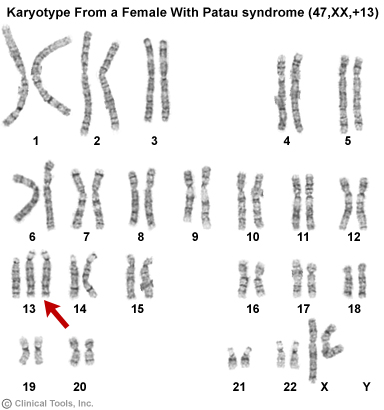 Karyotype From a Female With Patau syndrome (47,XX,+13)
1 2 3 4 5
6 7 8 9 10 11 12
13 14 15 16 17 18
19 20 21 22 X Y
© Clinical Tools, Inc.